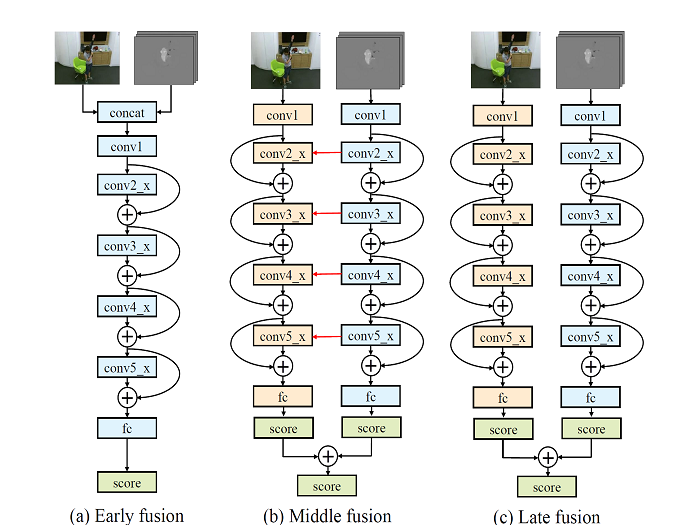 concat
conv1
conv2_x
conv3_x
conv4_x
conv5_x
fc
score
(a) Early fusion
conv1 conv1
conv2_x conv2_x
conv3_x conv3_x
conv4_x conv4_x
conv5_x conv5_x
fc fc
score score
score
(b) Middle fusion
conv1 conv1
conv2_x conv2_x
conv3_x conv3_x
conv4_x conv4_x
conv5_x conv5_x
fc fc
score score
score
(c) Late fusion